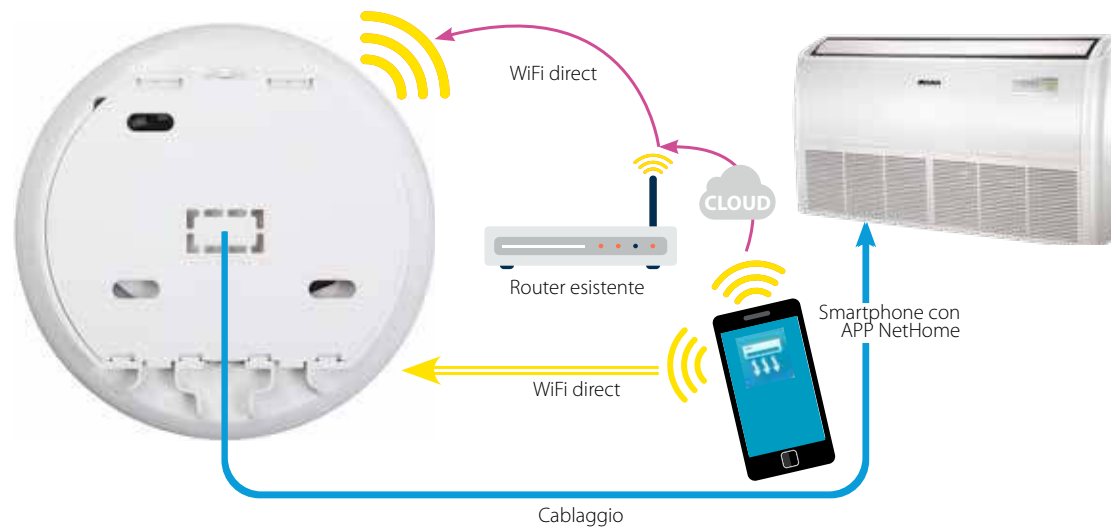 WiFi direct
CLOUD
Router esistente
Smartphone con
APP NetHome
WiFi direct
Cablaggio